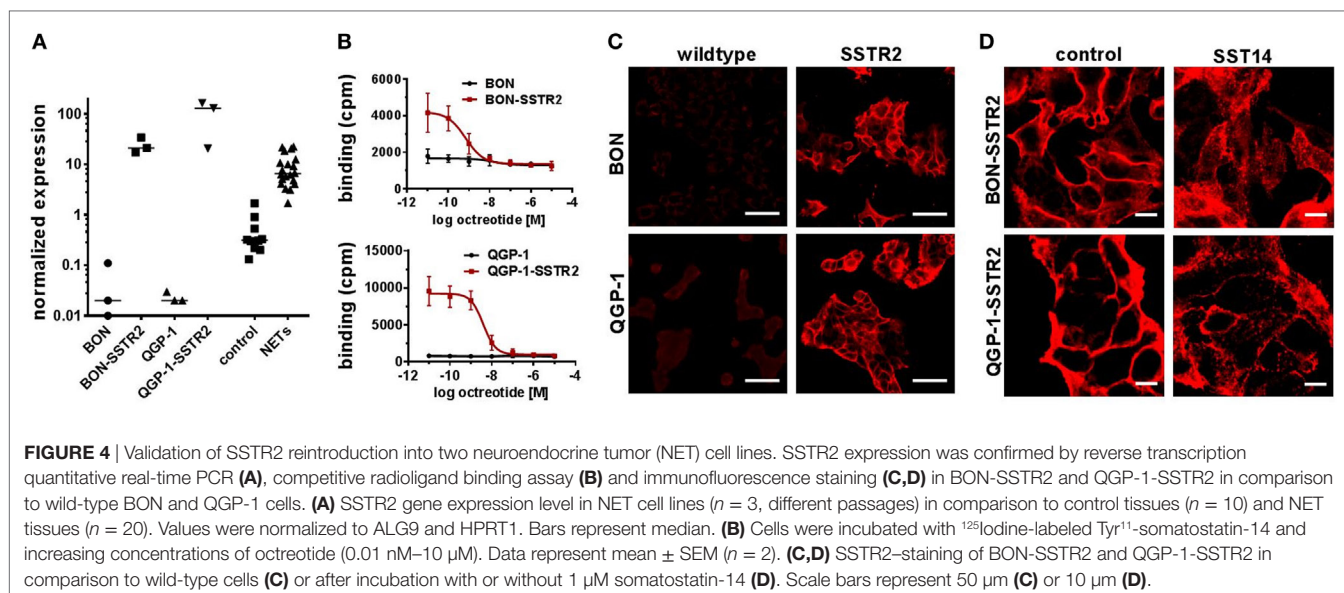 A
B
C
D
normalized expression
100
10
1
0.1
0.01
BON
BON-SSTR2
QGP-1
QGP-1-SSTR2
control
NETs
binding (cpm)
6000
4000
2000
0
BON
BON-SSTR2
-12
-10
-8
-6
-4
log octreotide [M]
binding (cpm)
15000
10000
5000
0
QGP-1
QGP-1-SSTR2
-12
-10
-8
-6
-4
log octreotide [M]
wildtype
SSTR2
BON
QGP-1
control
SST14
BON-SSTR2
QGP-1-SSTR2
FIGURE 4 | Validation of SSTR2 reintroduction into two neuroendocrine tumor (NET) cell lines. SSTR2 expression was confirmed by reverse transcription
quantitative real-time PCR (A), competitive radioligand binding assay (B) and immunofluorescence staining (C,D) in BON-SSTR2 and QGP-1-SSTR2 in comparison
to wild-type BON and QGP-1 cells. (A) SSTR2 gene expression level in NET cell lines (n = 3, different passages) in comparison to control tissues (n = 10) and NET
tissues (n = 20). Values were normalized to ALG9 and HPRT1. Bars represent median. (B) Cells were incubated with ¹²⁵Iodine-labeled Tyr¹¹-somatostatin-14 and
increasing concentrations of octreotide (0.01 nM–10 µM). Data represent mean ± SEM (n = 2). (C,D) SSTR2–staining of BON-SSTR2 and QGP-1-SSTR2 in
comparison to wild-type cells (C) or after incubation with or without 1 µM somatostatin-14 (D). Scale bars represent 50 µm (C) or 10 µm (D).